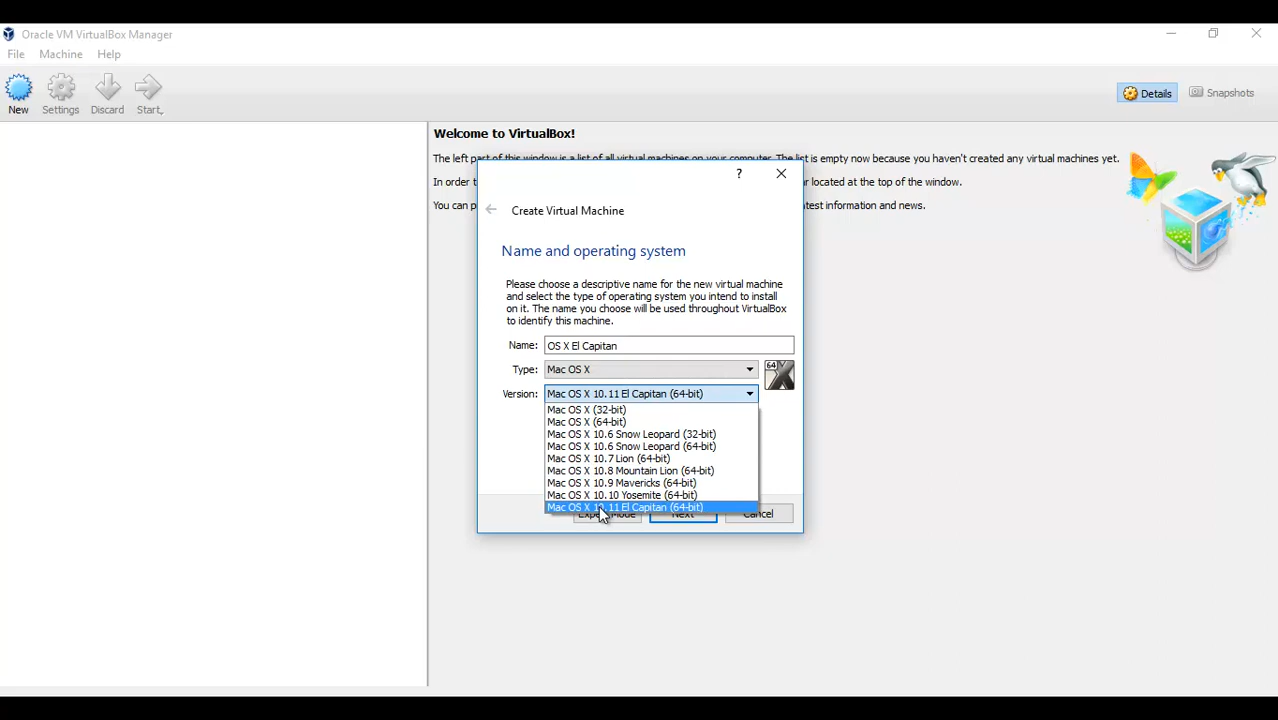 Oracle VM VirtualBox Manager
File Machine Help
New Settings Discard Start
Details Snapshots
Welcome to VirtualBox!
The left part of this window is a list of all virtual machines on your computer. The list is empty now because you haven't created any virtual machines yet.
In order t
ar located at the top of the window.
You can p
atest information and news.
?
Create Virtual Machine
Name and operating system
Please choose a descriptive name for the new virtual machine
and select the type of operating system you intend to install
on it. The name you choose will be used throughout VirtualBox
to identify this machine.
Name: OS X El Capitan
Type: Mac OS X
64
Version: Mac OS X 10.11 El Capitan (64-bit)
Mac OS X (32-bit)
Mac OS X (64-bit)
Mac OS X 10.6 Snow Leopard (32-bit)
Mac OS X 10.6 Snow Leopard (64-bit)
Mac OS X 10.7 Lion (64-bit)
Mac OS X 10.8 Mountain Lion (64-bit)
Mac OS X 10.9 Mavericks (64-bit)
Mac OS X 10.10 Yosemite (64-bit)
Mac OS X 10.11 El Capitan (64-bit)
Expert Mode Next Cancel